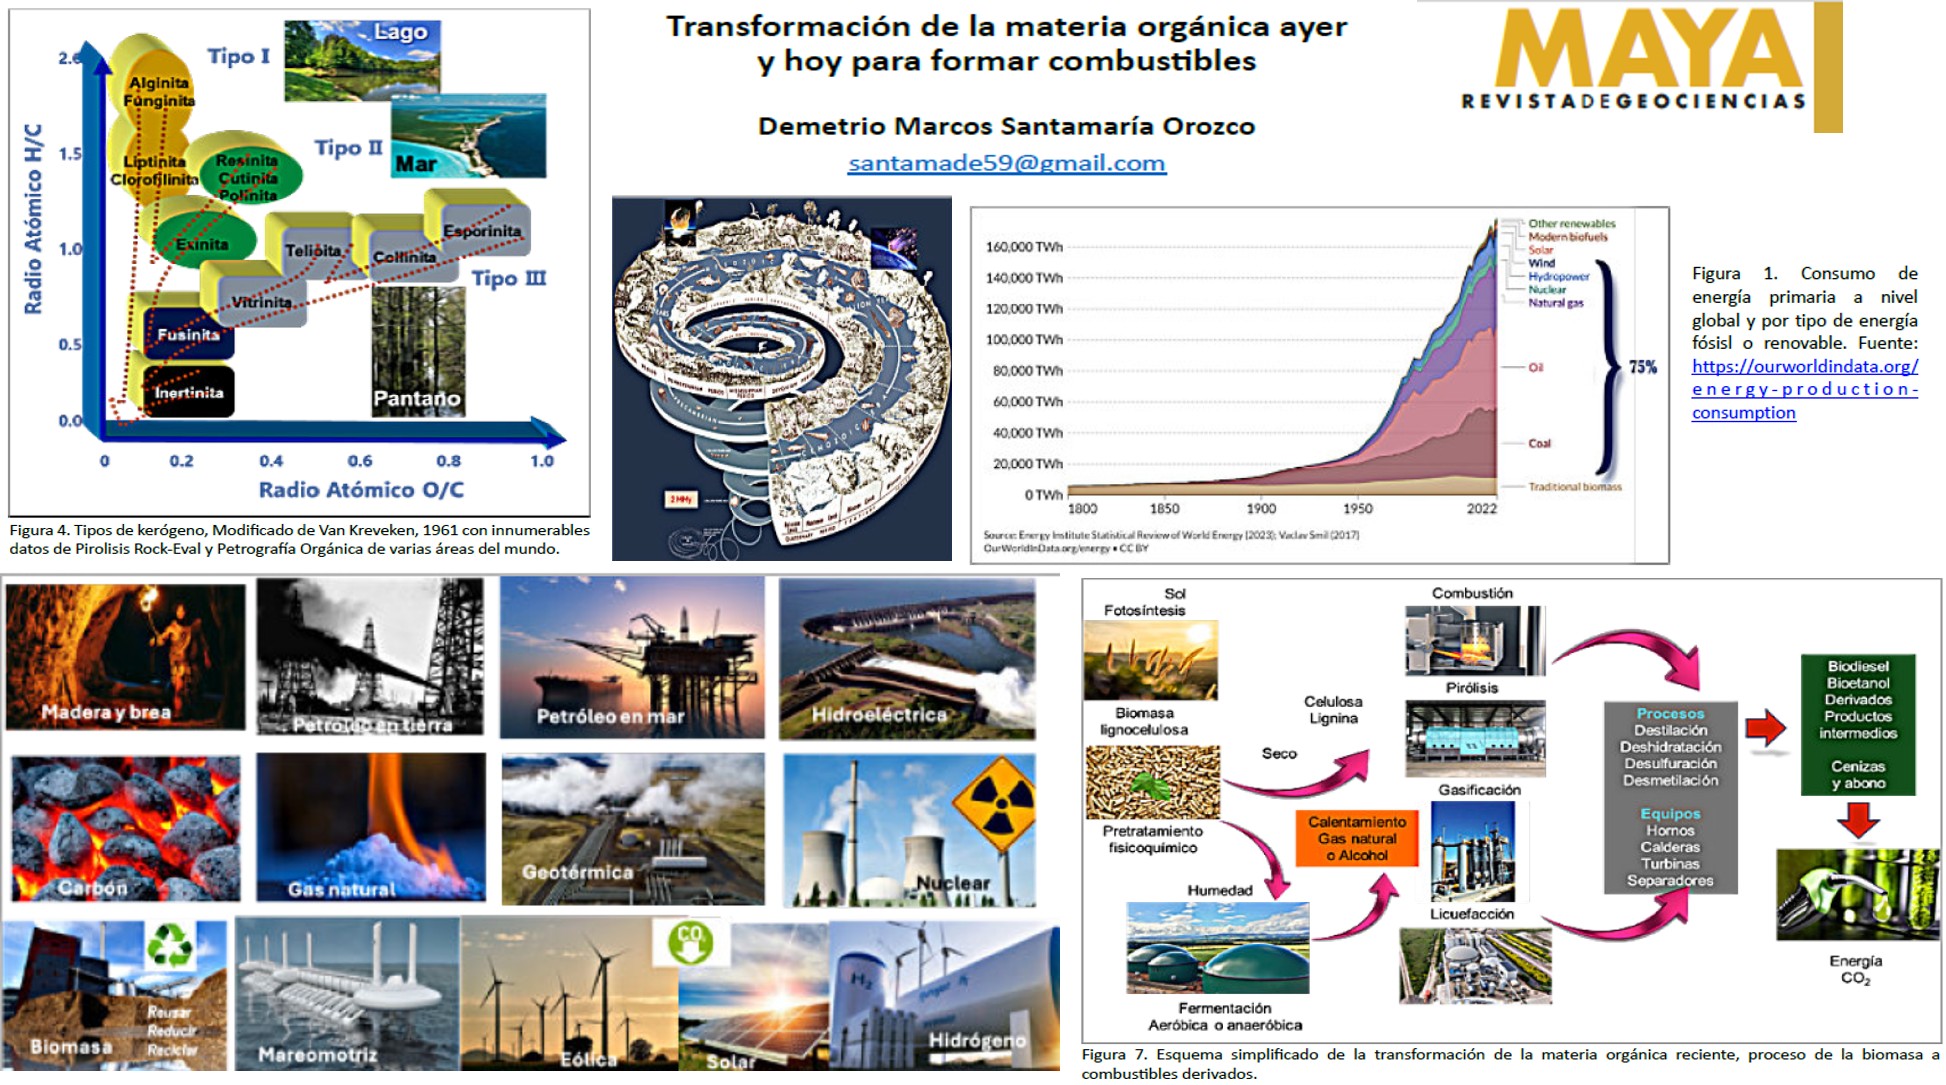 Transformación de la materia orgánica ayer
y hoy para formar combustibles
Demetrio Marcos Santamaría Orozco
santamade59@gmail.com
MAYA
REVISTADEGEOCIENCIAS
Radio Atómico H/C
2.0
1.5
1.0
0.5
0.0
Alginita
Funginita
Liptinita
Clorofilinita
Resinita
Cutinita
Polinita
Exinita
Telinita
Collinita
Esporinita
Vitrinita
Fusinita
Inertinita
Tipo I
Lago
Tipo II
Mar
Tipo III
Pantano
0 0.2 0.4 0.6 0.8 1.0
Radio Atómico O/C
Figura 4. Tipos de kerógeno, Modificado de Van Kreveken, 1961 con innumerables
datos de Pirolisis Rock-Eval y Petrografía Orgánica de varias áreas del mundo.
CENOZOIC
PRECAMBRIAN
160,000 TWh
140,000 TWh
120,000 TWh
100,000 TWh
80,000 TWh
60,000 TWh
40,000 TWh
20,000 TWh
0 TWh
1800 1850 1900 1950 2022
Other renewables
Modern biofuels
Solar
Wind
Hydropower
Nuclear
Natural gas
Oil
Coal
Traditional biomass
75%
Source: Energy Institute Statistical Review of World Energy (2023); Vaclav Smil (2017)
OurWorldInData.org/energy • CC BY
Figura 1. Consumo de
energía primaria a nivel
global y por tipo de energía
fósisl o renovable. Fuente:
https://ourworldindata.org/
energy-production-
consumption
Madera y brea
Petróleo en tierra
Petróleo en mar
Hidroeléctrica
Carbón
Gas natural
Geotérmica
Nuclear
Biomasa
Reusar
Reducir
Reciclar
Mareomotriz
Eólica
CO2
Solar
H2
Hidrógeno
Sol
Fotosíntesis
Biomasa
lignocelulosa
Pretratamiento
fisicoquímico
Seco
Celulosa
Lignina
Humedad
Fermentación
Aeróbica o anaeróbica
Calentamiento
Gas natural
o Alcohol
Combustión
Pirólisis
Gasificación
Licuefacción
Procesos
Destilación
Deshidratación
Desulfuración
Desmetilación
Equipos
Hornos
Calderas
Turbinas
Separadores
Biodiesel
Bioetanol
Derivados
Productos
intermedios
Cenizas
y abono
Energía
CO2
Figura 7. Esquema simplificado de la transformación de la materia orgánica reciente, proceso de la biomasa a
combustibles derivados.